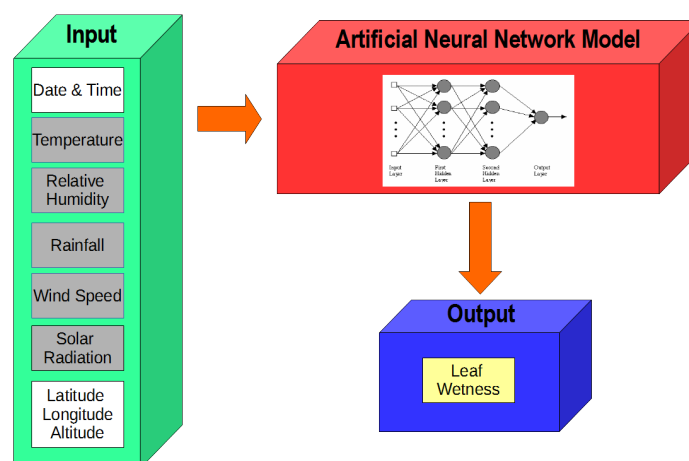 Input
Date & Time
Temperature
Relative
Humidity
Rainfall
Wind Speed
Solar
Radiation
Latitude
Longitude
Altitude
Artificial Neural Network Model
Input
Layer
First
Hidden
Layer
Second
Hidden
Layer
Output
Layer
Output
Leaf
Wetness